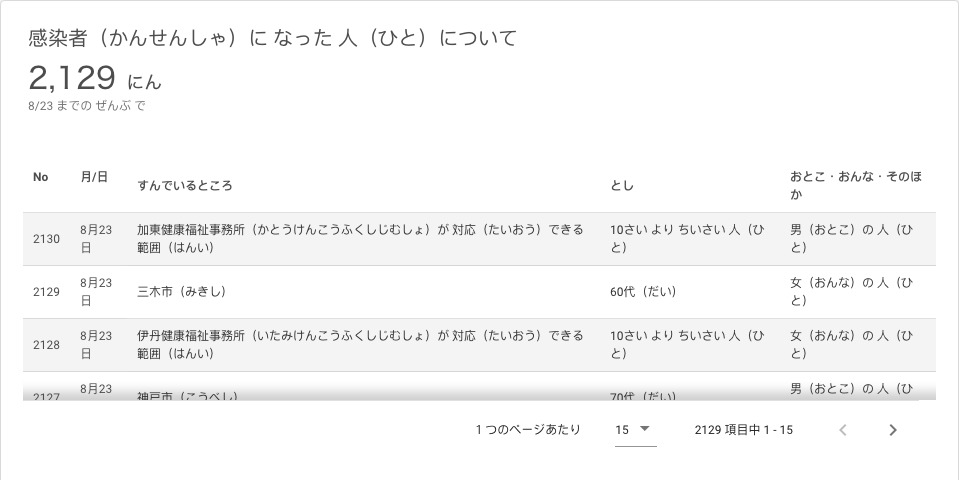 感染者（かんせんしゃ）に なった 人（ひと）について
2,129 にん
8/23 までの ぜんぶ で
No 月/日 すんでいるところ とし おとこ・おんな・そのほ
か
2130 8月23 加東健康福祉事務所（かとうけんこうふくしじむしょ）が 対応（たいおう）できる 10さい より ちいさい 人（ひ 男（おとこ）の 人（ひ
日 範囲（はんい） と） と）
2129 8月23 三木市（みきし） 60代（だい） 女（おんな）の 人（ひ
日 と）
2128 8月23 伊丹健康福祉事務所（いたみけんこうふくしじむしょ）が 対応（たいおう）できる 10さい より ちいさい 人（ひ 女（おんな）の 人（ひ
日 範囲（はんい） と） と）
2127 8月23 神戸市（こうべし） 70代（だい） 男（おとこ）の 人（ひ
1 つのページあたり 15 2129 項目中 1 - 15